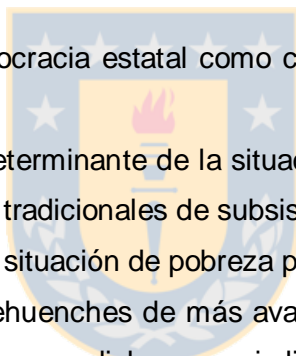 ocracia estatal como c
eterminante de la situac
tradicionales de subsis
situación de pobreza p
ehuenches de más ava